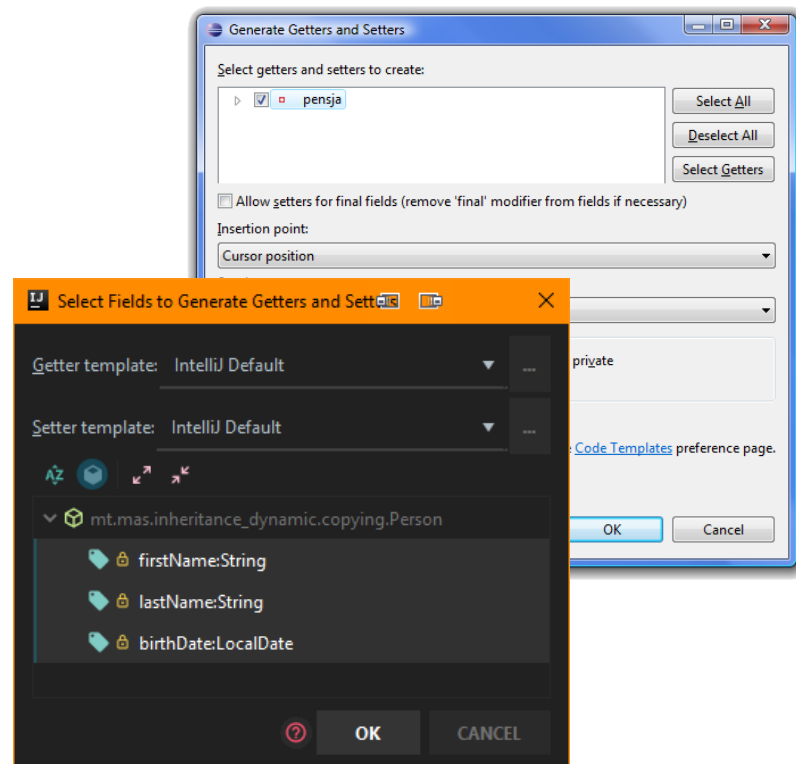 Generate Getters and Setters
Select getters and setters to create:
pensja
Select All
Deselect All
Select Getters
Allow setters for final fields (remove 'final' modifier from fields if necessary)
Insertion point:
Cursor position
IJ Select Fields to Generate Getters and
private
Getter template: IntelliJ Default ...
Setter template: IntelliJ Default ...
Code Templates preference page.
AZ
mt.mas.inheritance_dynamic.copying.Person
OK Cancel
firstName:String
lastName:String
birthDate:LocalDate
? OK CANCEL